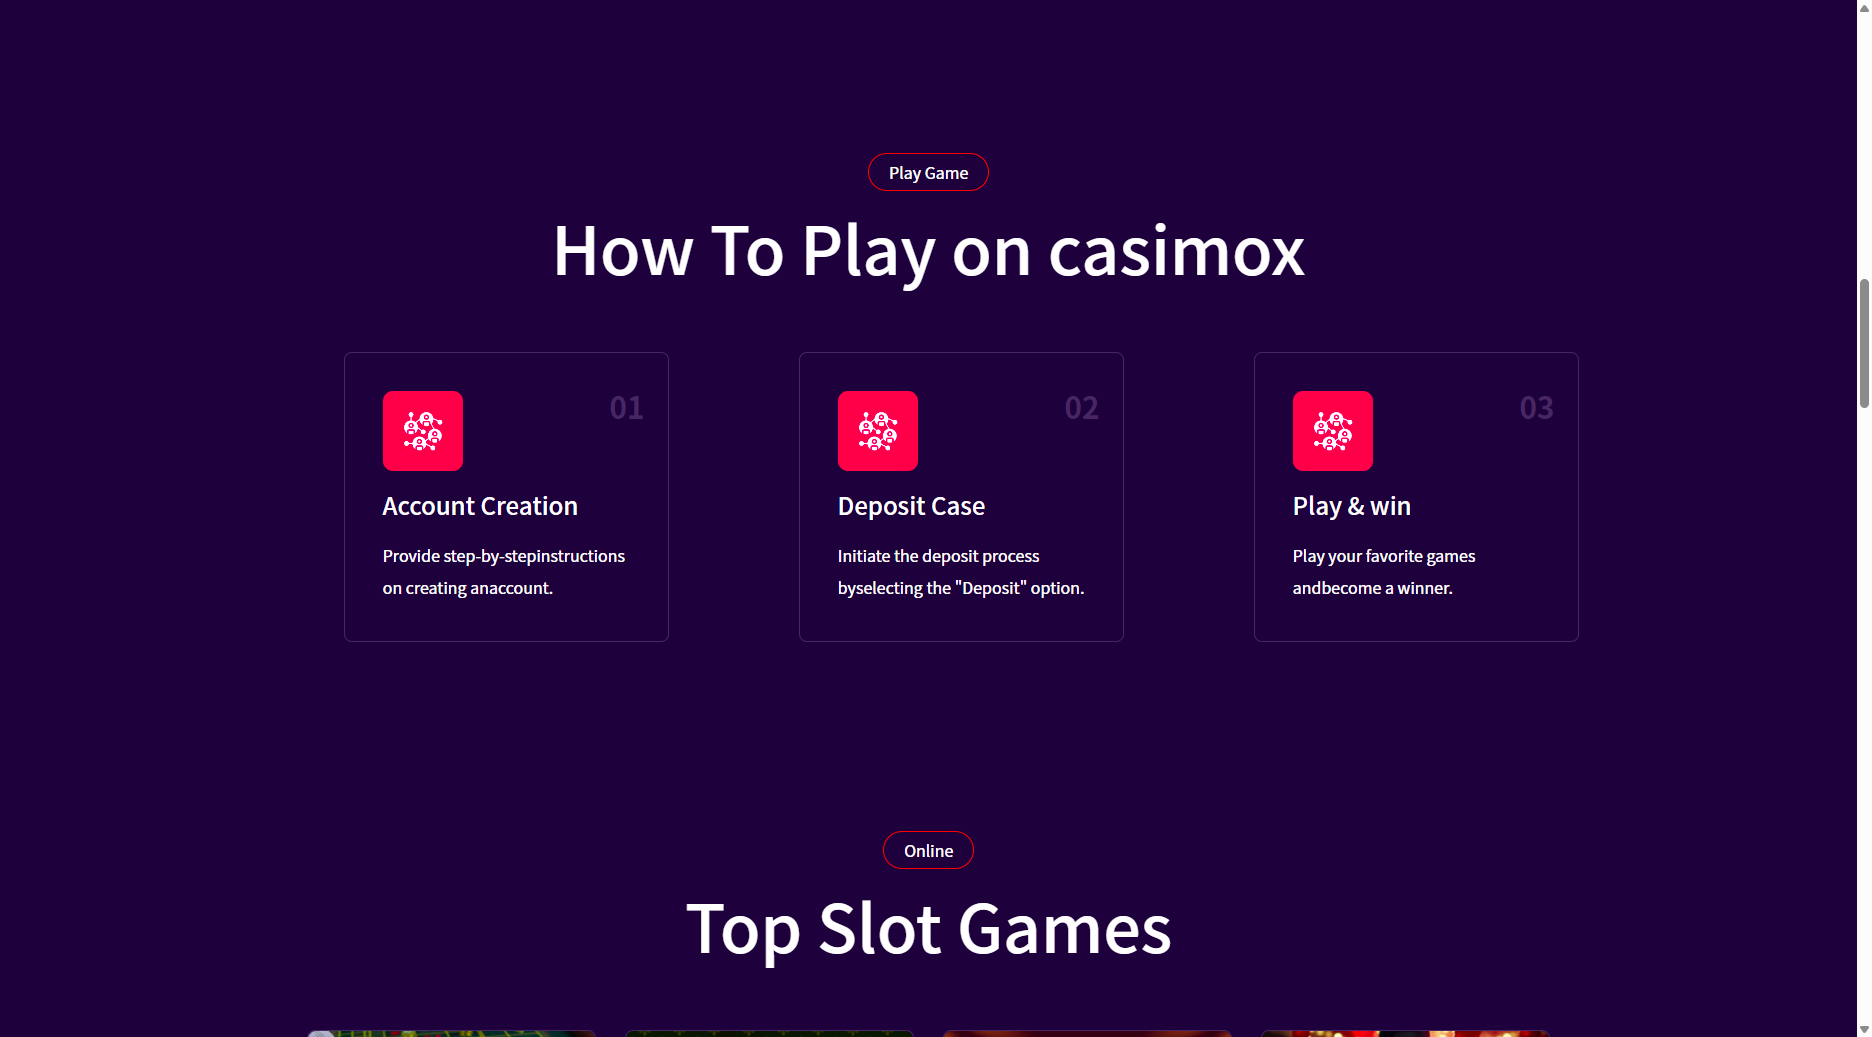 Play Game
How To Play on casimox
01
Account Creation
Provide step-by-stepinstructions
on creating anaccount.
02
Deposit Case
Initiate the deposit process
byselecting the "Deposit" option.
03
Play & win
Play your favorite games
andbecome a winner.
Online
Top Slot Games